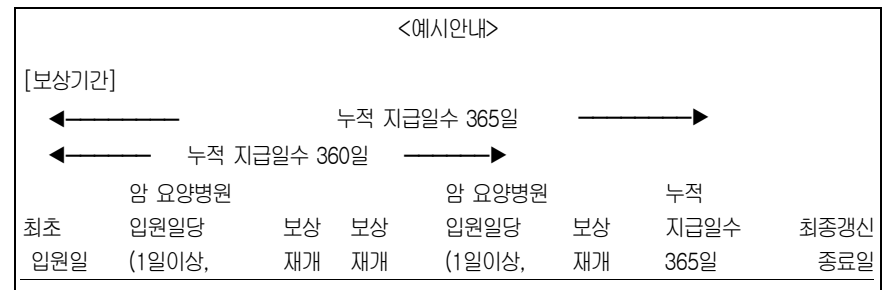 <예시안내>
[보상기간]
누적 지급일수 365일
누적 지급일수 360일
암 요양병원 암 요양병원 누적
최초 입원일당 보상 보상 입원일당 보상 지급일수 최종갱신
입원일 (1일이상, 재개 재개 (1일이상, 재개 365일 종료일